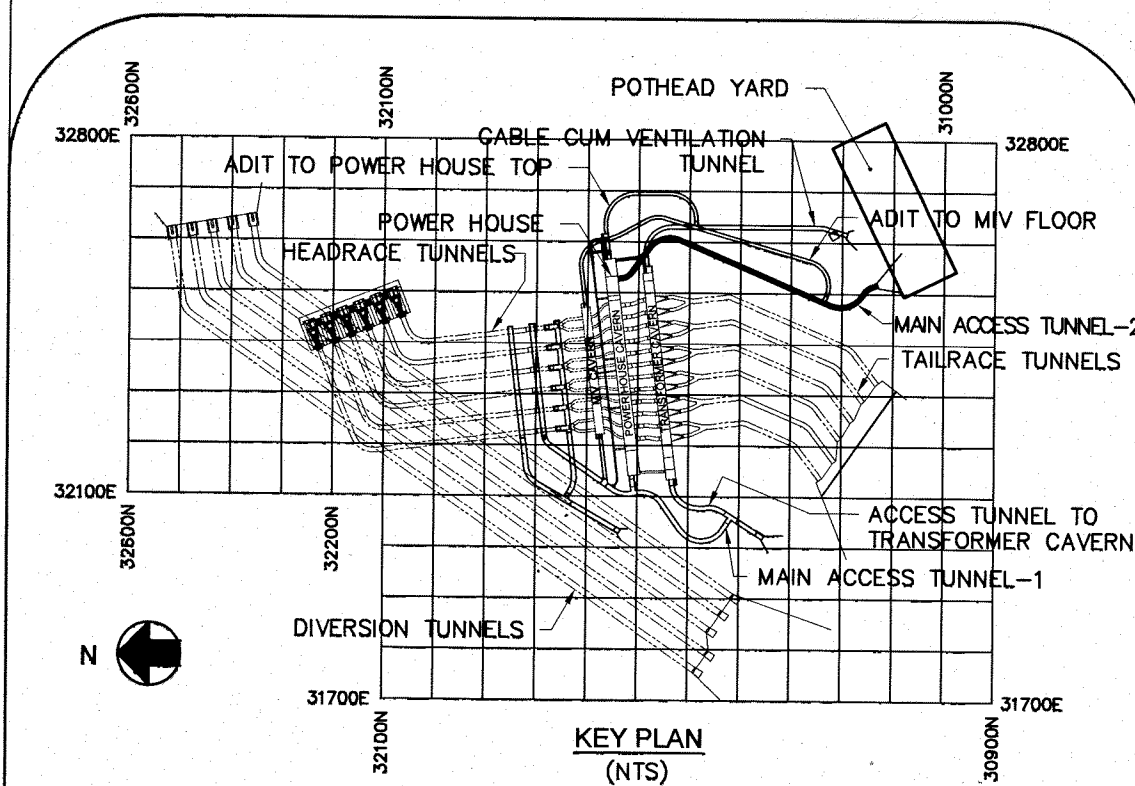 32600N
32100N
31000N
POTHEAD YARD
32800E
CABLE CUM VENTILATION
TUNNEL
32800E
ADIT TO POWER HOUSE TOP
POWER HOUSE
ADIT TO MIV FLOOR
HEADRACE TUNNELS
MAIN ACCESS TUNNEL-2
TAILRACE TUNNELS
MIV CAVERN
POWER HOUSE CAVERN
TRANSFORMER CAVERN
32100E
ACCESS TUNNEL TO
TRANSFORMER CAVERN
32600N
32200N
MAIN ACCESS TUNNEL-1
DIVERSION TUNNELS
N
31700E
31700E
32100N
30900N
KEY PLAN
(NTS)